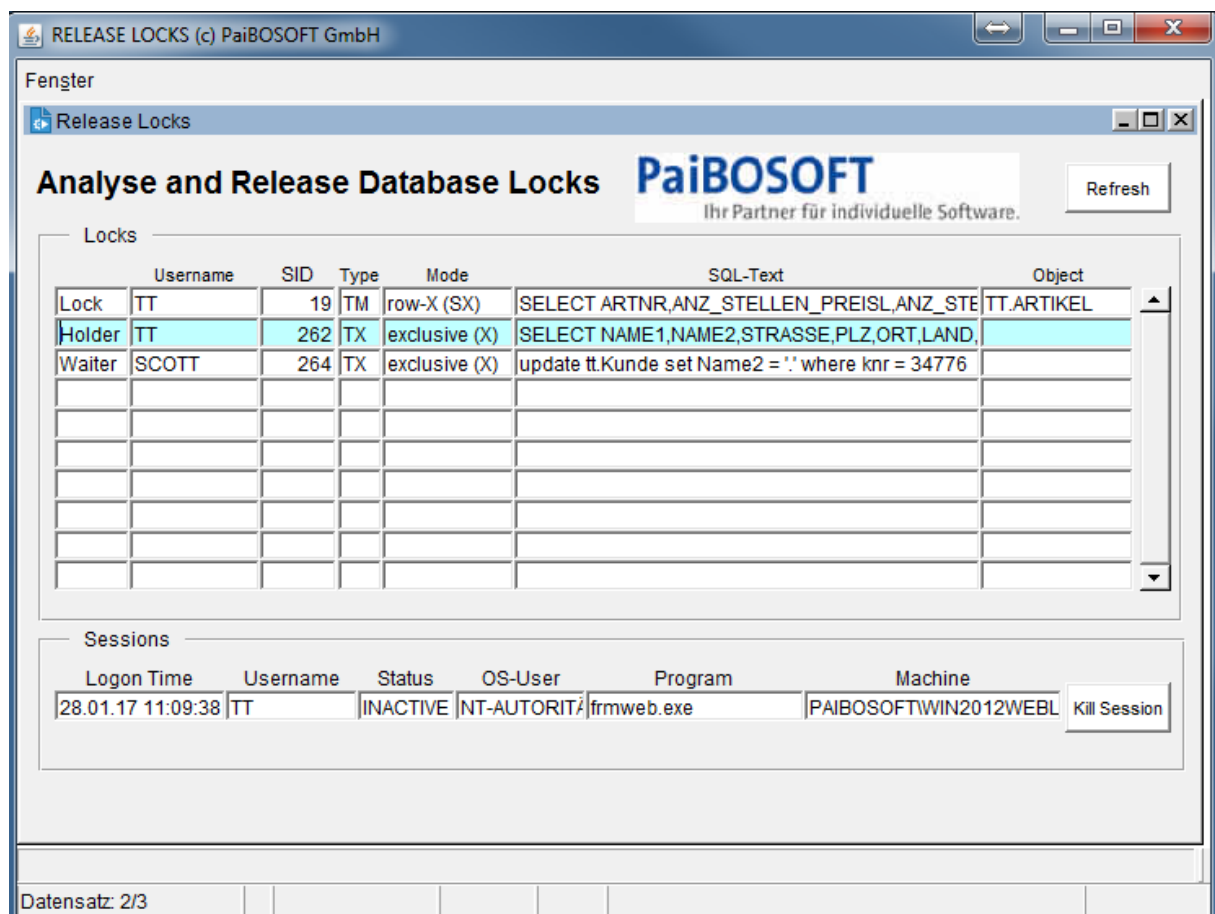 RELEASE LOCKS (c) PaiBOSOFT GmbH
Fenster
Release Locks
Analyse and Release Database Locks
PaiBOSOFT
Ihr Partner für individuelle Software.
Refresh
Locks
Username SID Type Mode SQL-Text Object
Lock TT 19 TM row-X (SX) SELECT ARTNR,ANZ_STELLEN_PREISL,ANZ_STE TT.ARTIKEL
Holder TT 262 TX exclusive (X) SELECT NAME1,NAME2,STRASSE,PLZ,ORT,LAND,
Waiter SCOTT 264 TX exclusive (X) update tt.Kunde set Name2 = '.' where knr = 34776
Sessions
Logon Time Username Status OS-User Program Machine
28.01.17 11:09:38 TT INACTIVE NT-AUTORITÄ frmweb.exe PAIBOSOFT\WIN2012WEBL Kill Session
Datensatz: 2/3